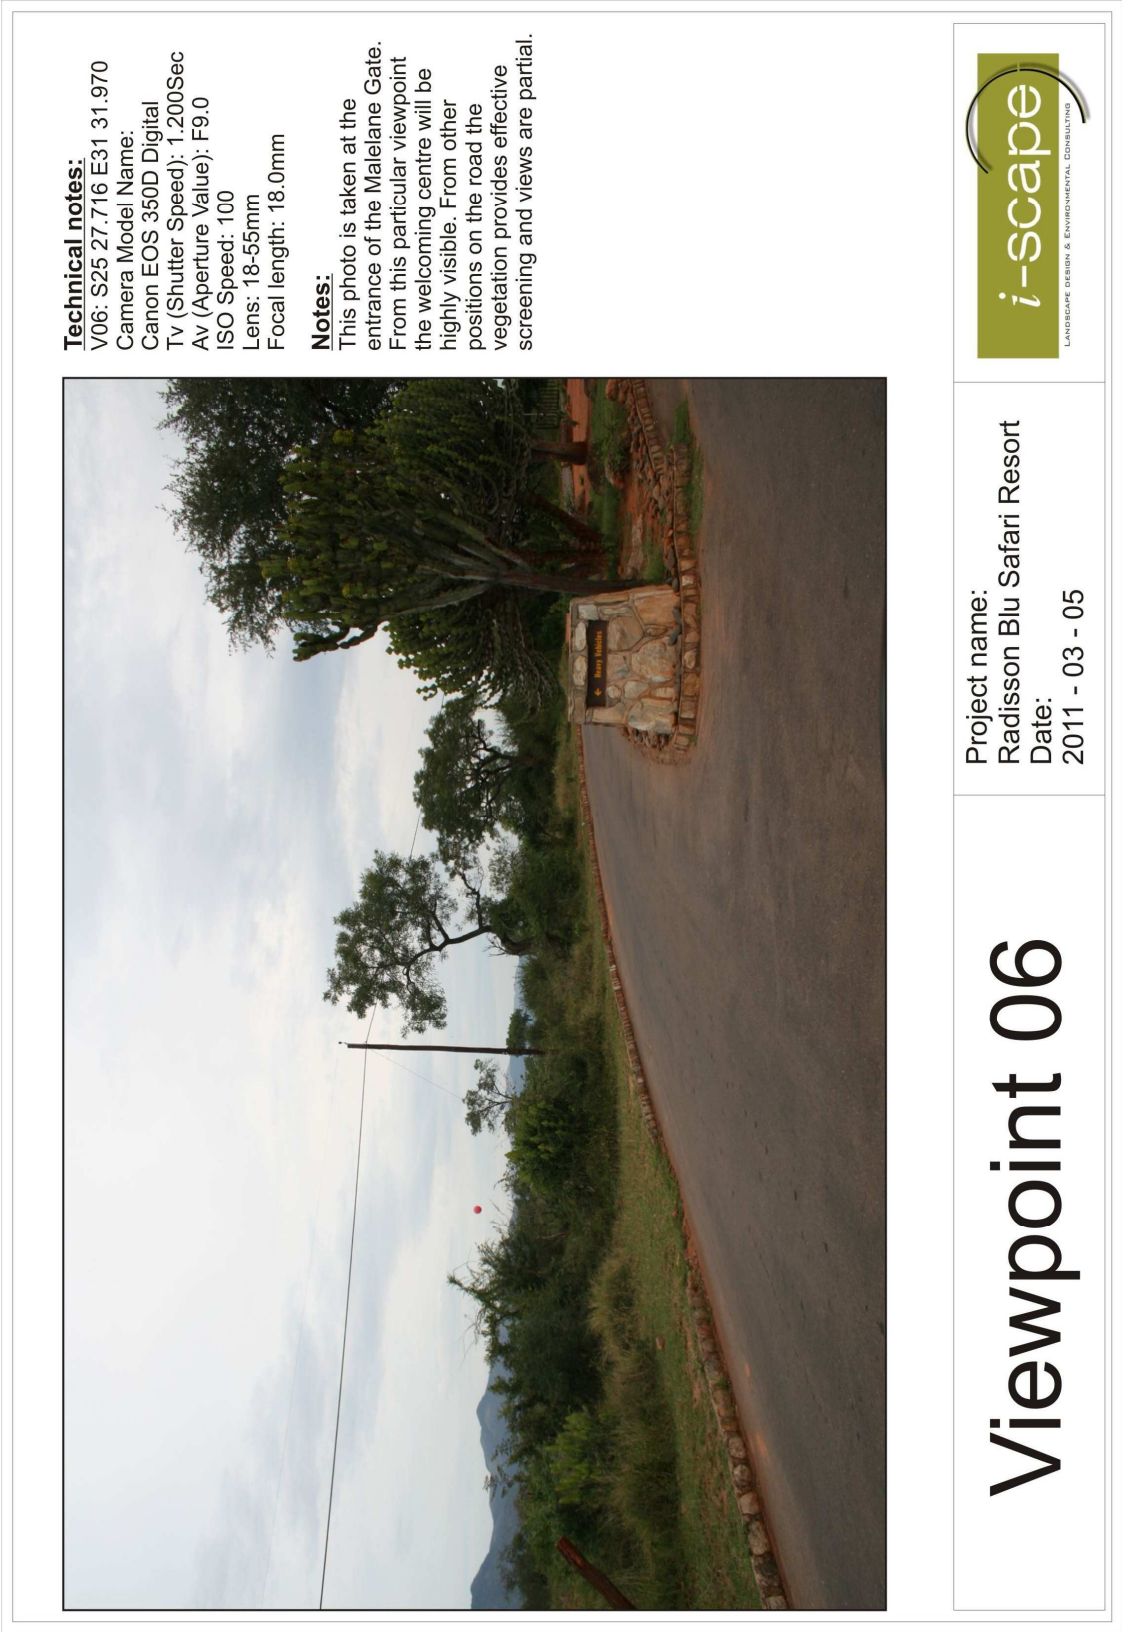 Technical notes:
V06: S25 27.716 E31 31.970
Camera Model Name:
Canon EOS 350D Digital
Tv (Shutter Speed): 1.200Sec
Av (Aperture Value): F9.0
ISO Speed: 100
Lens: 18-55mm
Focal length: 18.0mm
Notes:
This photo is taken at the
entrance of the Malelane Gate.
From this particular viewpoint
the welcoming centre will be
highly visible. From other
positions on the road the
vegetation provides effective
screening and views are partial.
← Heavy Vehicles
Viewpoint 06
Project name:
Radisson Blu Safari Resort
Date:
2011 - 03 - 05
i-scape
LANDSCAPE DESIGN & ENVIRONMENTAL CONSULTING